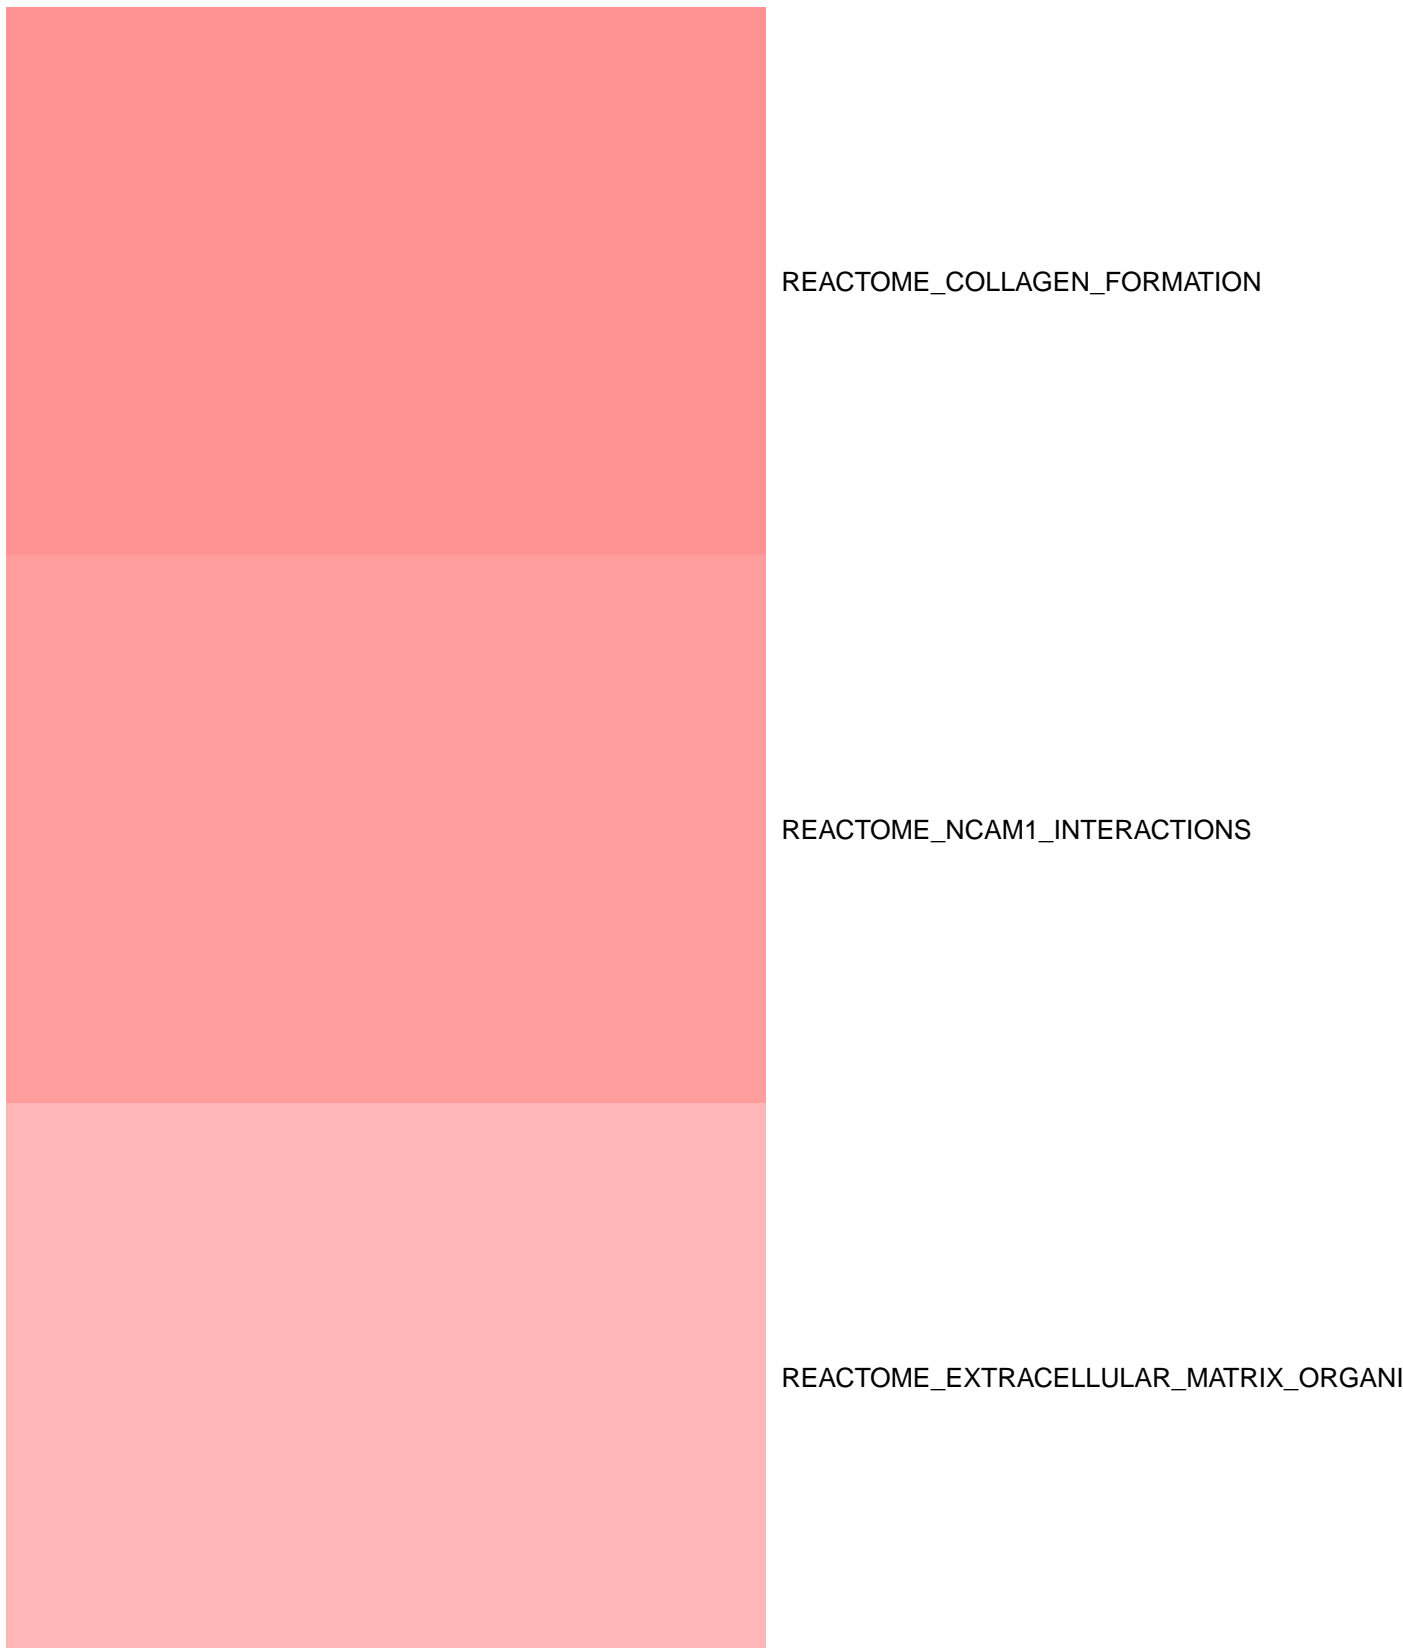 REACTOME_COLLAGEN_FORMATION
REACTOME_NCAM1_INTERACTIONS
REACTOME_EXTRACELLULAR_MATRIX_ORGANI